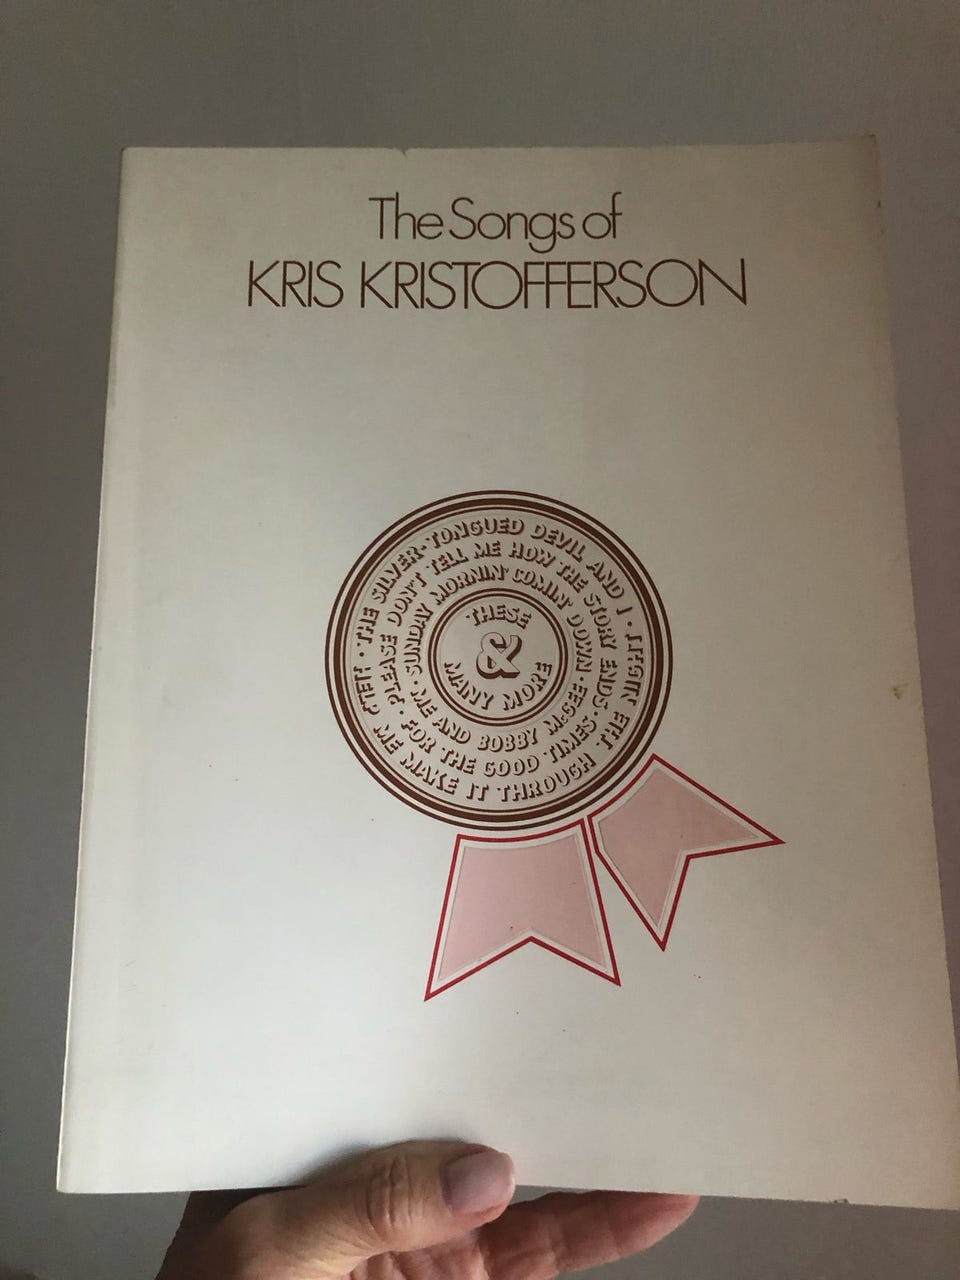 The Songs of
KRIS KRISTOFFERSON
THE SILVER-TONGUED DEVIL AND I •
HELP ME MAKE IT THROUGH THE NIGHT •
PLEASE DON'T TELL ME HOW THE STORY ENDS •
FOR THE GOOD TIMES •
SUNDAY MORNIN' COMIN' DOWN •
ME AND BOBBY McGEE •
THESE
&
MANY MORE